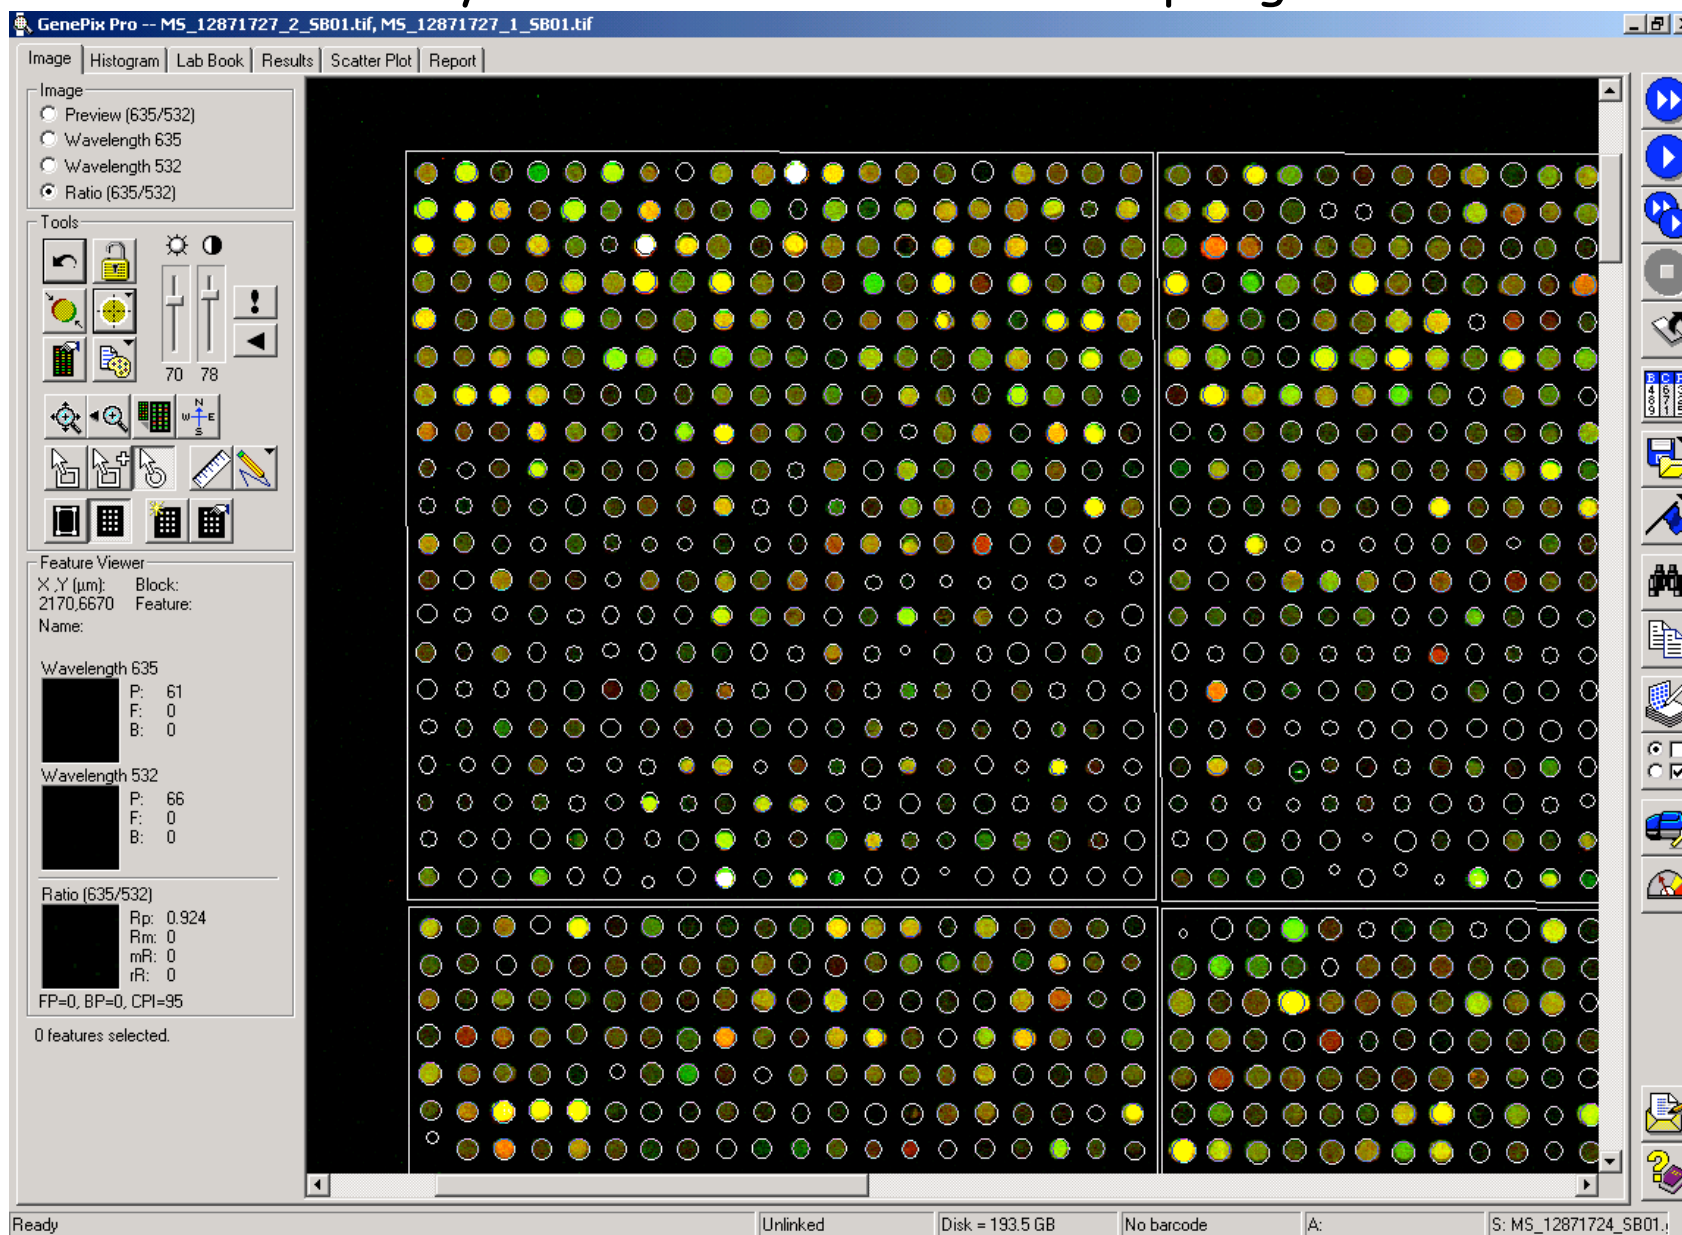 GenePix Pro -- MS_12871727_2_SB01.tif, MS_12871727_1_SB01.tif
Image Histogram Lab Book Results Scatter Plot Report
Image
Preview (635/532)
Wavelength 635
Wavelength 532
Ratio (635/532)
Tools
70 78
N
W E
S
Feature Viewer
X ,Y (µm): Block:
2170,6670 Feature:
Name:
Wavelength 635
P: 61
F: 0
B: 0
Wavelength 532
P: 66
F: 0
B: 0
Ratio (635/532)
Rp: 0.924
Rm: 0
mR: 0
rR: 0
FP=0, BP=0, CPI=95
0 features selected.
Ready Unlinked Disk = 193.5 GB No barcode A: S: MS_12871724_SB01.